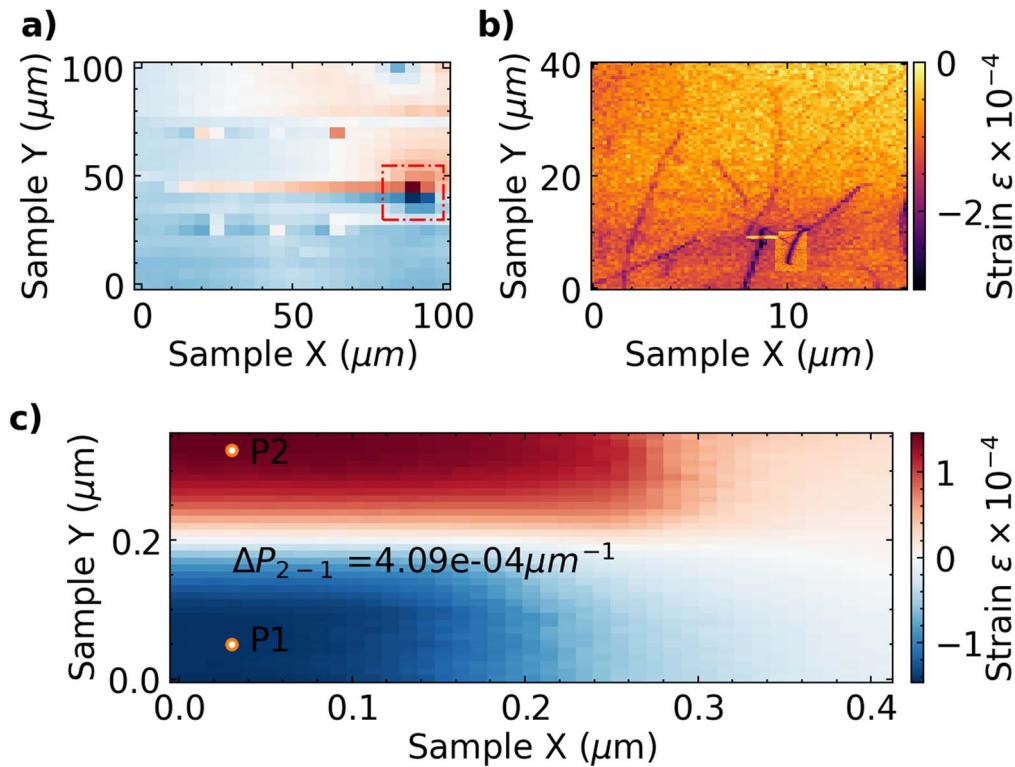 a)
100
50
0
Sample Y (μm)
0
50
100
Sample X (μm)
b)
40
20
0
Sample Y (μm)
0
10
Sample X (μm)
0
−2
Strain ε × 10⁻⁴
c)
P2
0.2
ΔP₂₋₁ =4.09e-04μm⁻¹
P1
0.0
Sample Y (μm)
0.0
0.1
0.2
0.3
0.4
Sample X (μm)
1
0
−1
Strain ε × 10⁻⁴